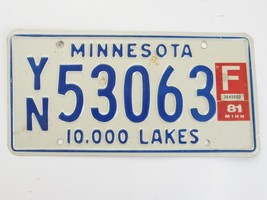 MINNESOTA
YN 53063 F
81
MINN
10,000 LAKES